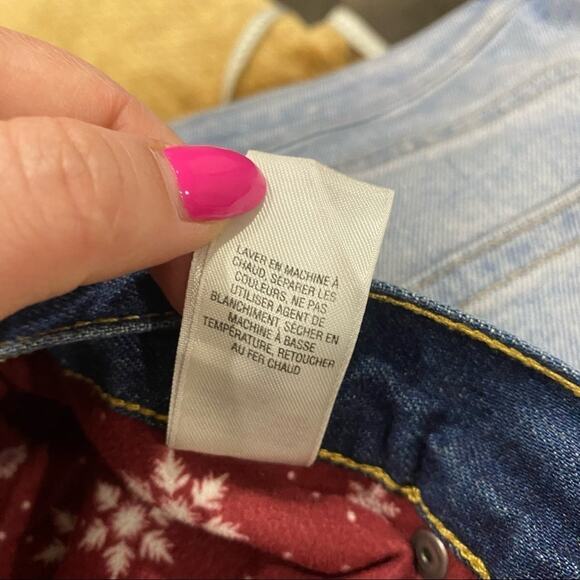 LAVER EN MACHINE À
CHAUD, SÉPARER LES
COULEURS, NE PAS
UTILISER AGENT DE
BLANCHIMENT, SÉCHER EN
MACHINE À BASSE
TEMPÉRATURE, RETOUCHER
AU FER CHAUD